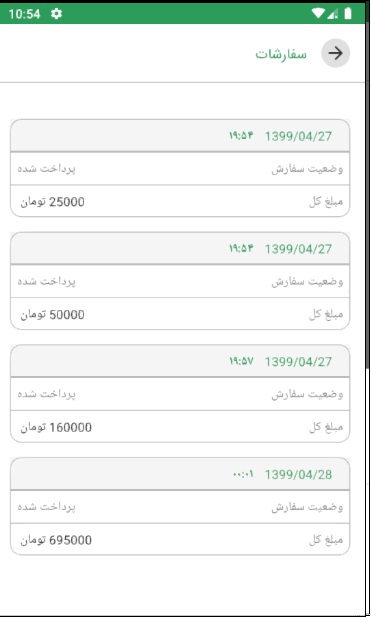 10:54
سفارشات
1399/04/27 ۱۹:۵۴
وضعیت سفارش پرداخت شده
مبلغ کل 25000 تومان
1399/04/27 ۱۹:۵۴
وضعیت سفارش پرداخت شده
مبلغ کل 50000 تومان
1399/04/27 ۱۹:۵۷
وضعیت سفارش پرداخت شده
مبلغ کل 160000 تومان
1399/04/28 ۰۰:۰۱
وضعیت سفارش پرداخت شده
مبلغ کل 695000 تومان